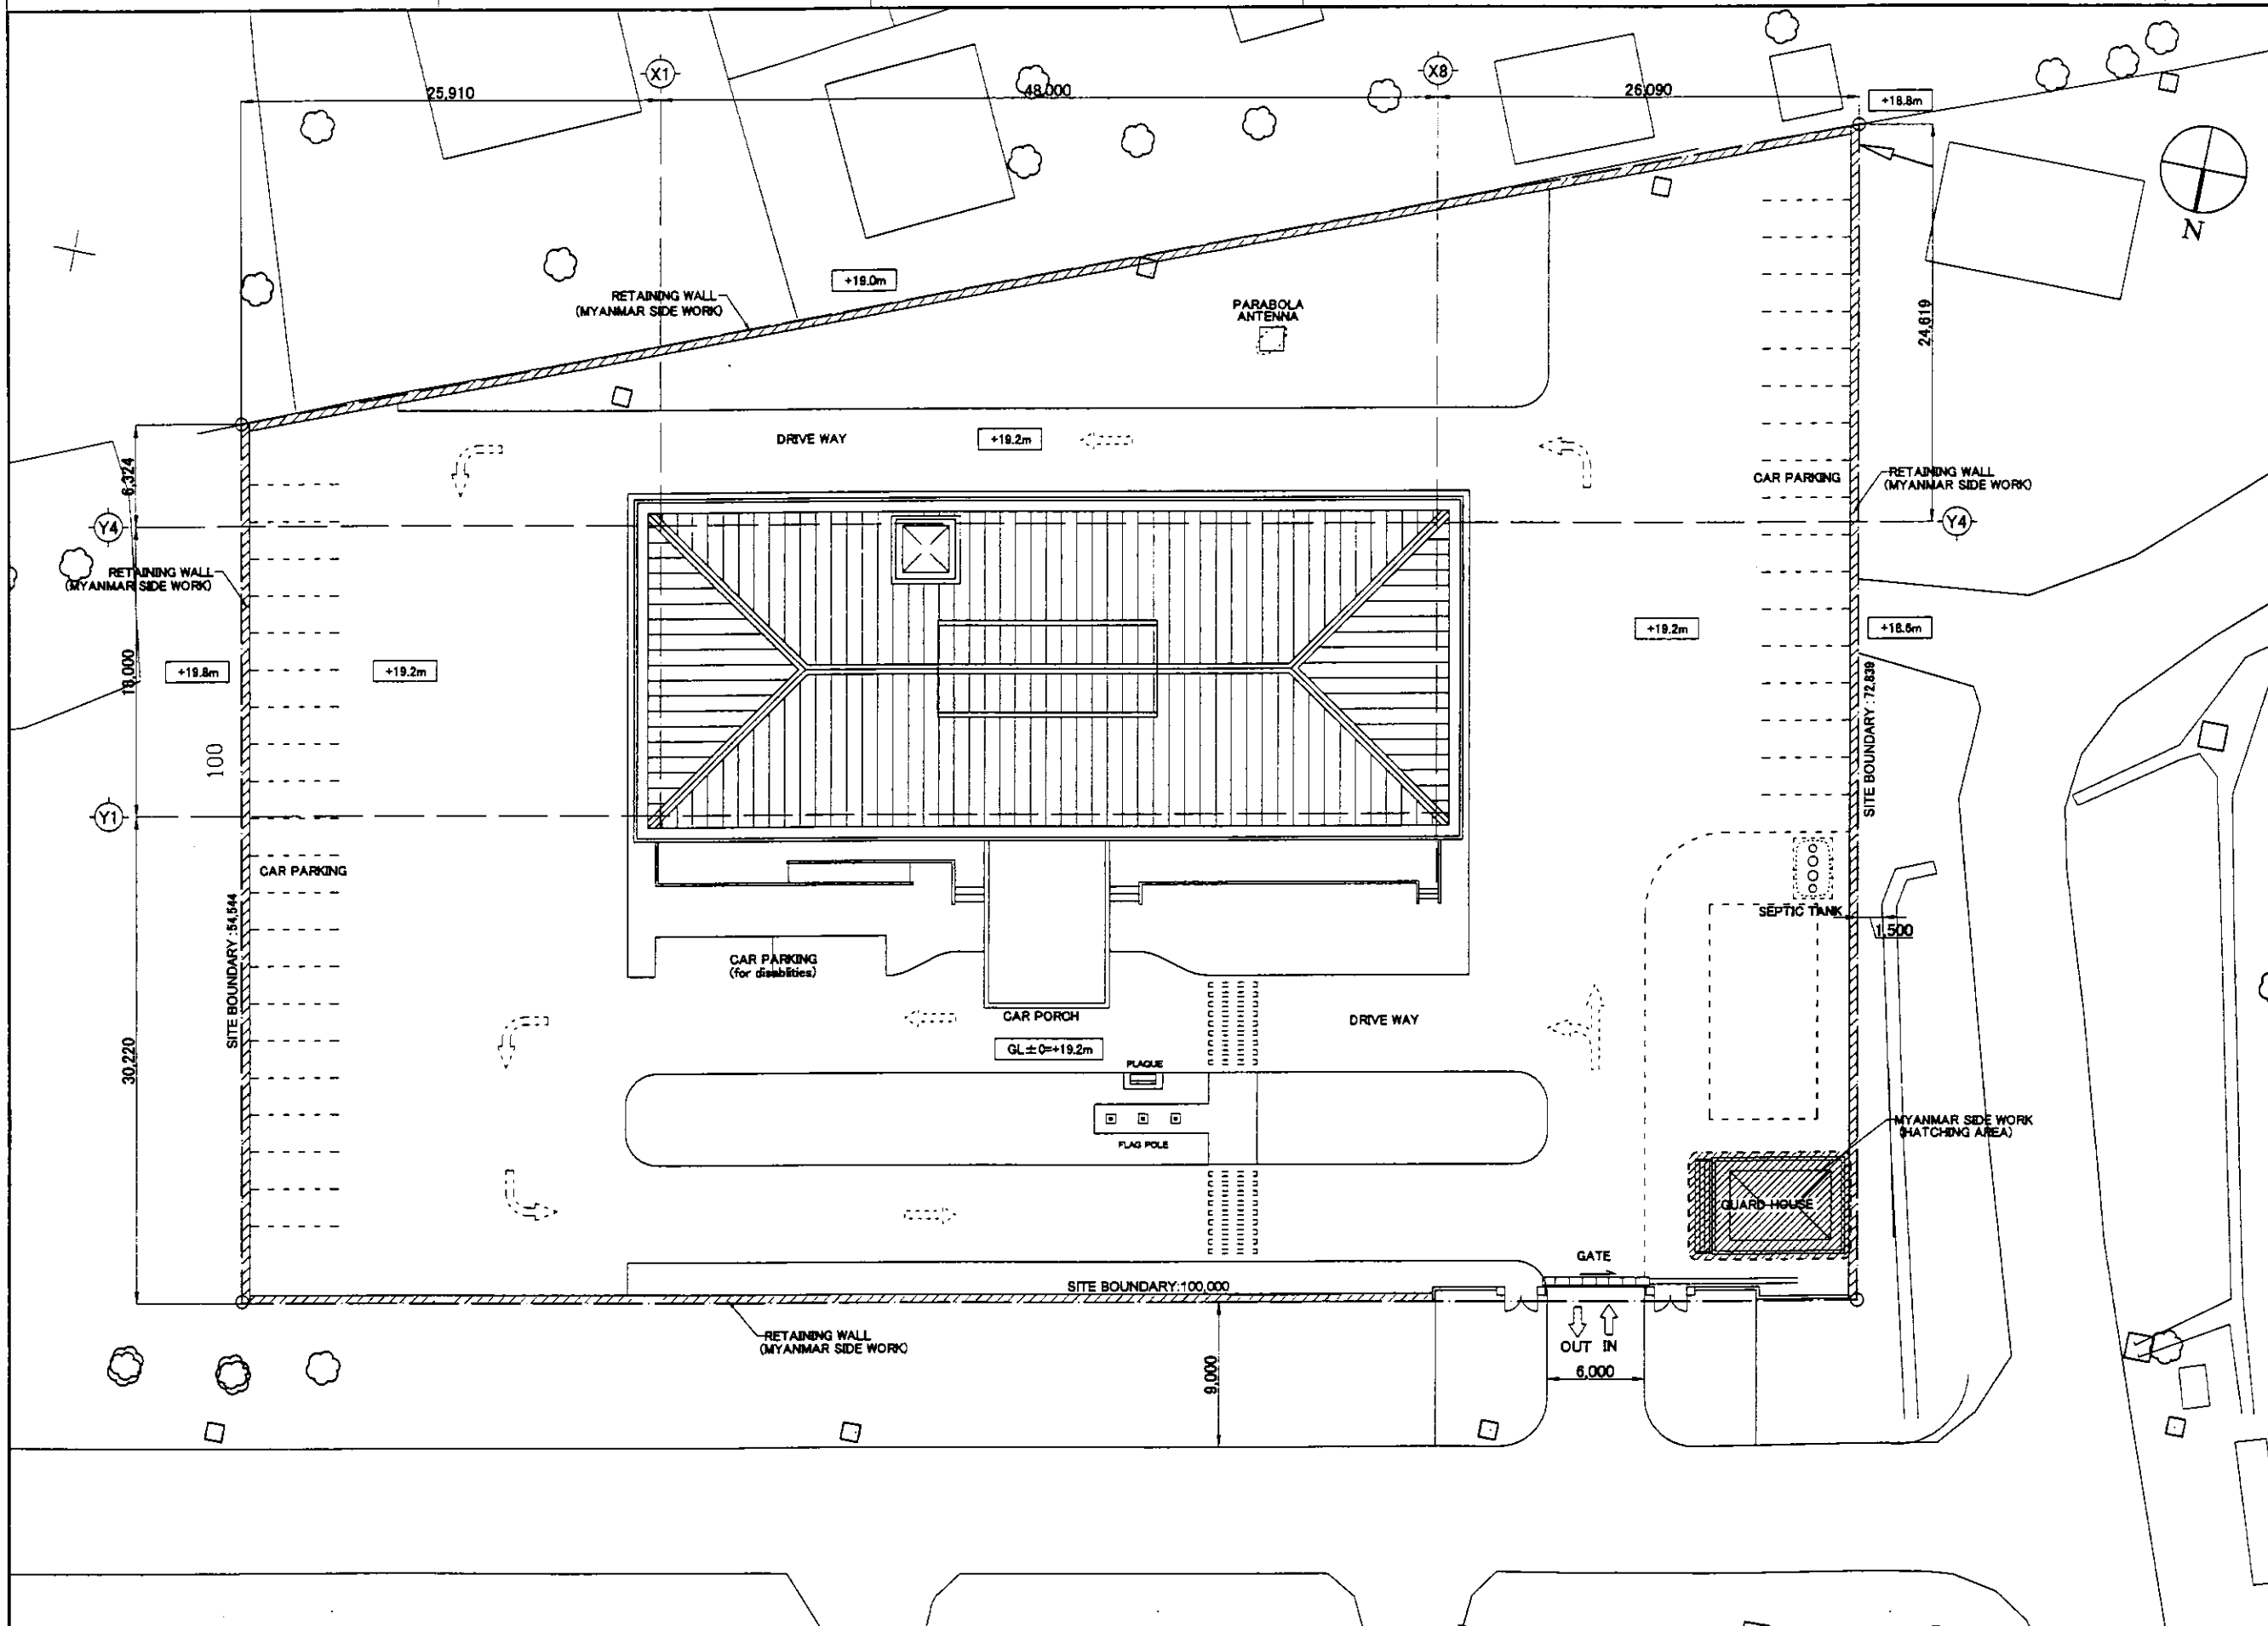 X1
X8
25,910
48,000
26,090
+18.8m
N
+19.0m
RETAINING WALL
(MYANMAR SIDE WORK)
PARABOLA
ANTENNA
24,619
6,324
DRIVE WAY
+19.2m
CAR PARKING
RETAINING WALL
(MYANMAR SIDE WORK)
Y4
Y4
RETAINING WALL
(MYANMAR SIDE WORK)
18,000
+19.8m
+19.2m
+19.2m
+18.6m
SITE BOUNDARY :72,839
100
Y1
CAR PARKING
SITE BOUNDARY :54,544
SEPTIC TANK
1,500
CAR PARKING
(for disablities)
CAR PORCH
DRIVE WAY
GL±0=+19.2m
30,220
PLAQUE
FLAG POLE
MYANMAR SIDE WORK
(HATCHING AREA)
GUARD HOUSE
GATE
SITE BOUNDARY:100,000
RETAINING WALL
(MYANMAR SIDE WORK)
OUT IN
9,000
6,000